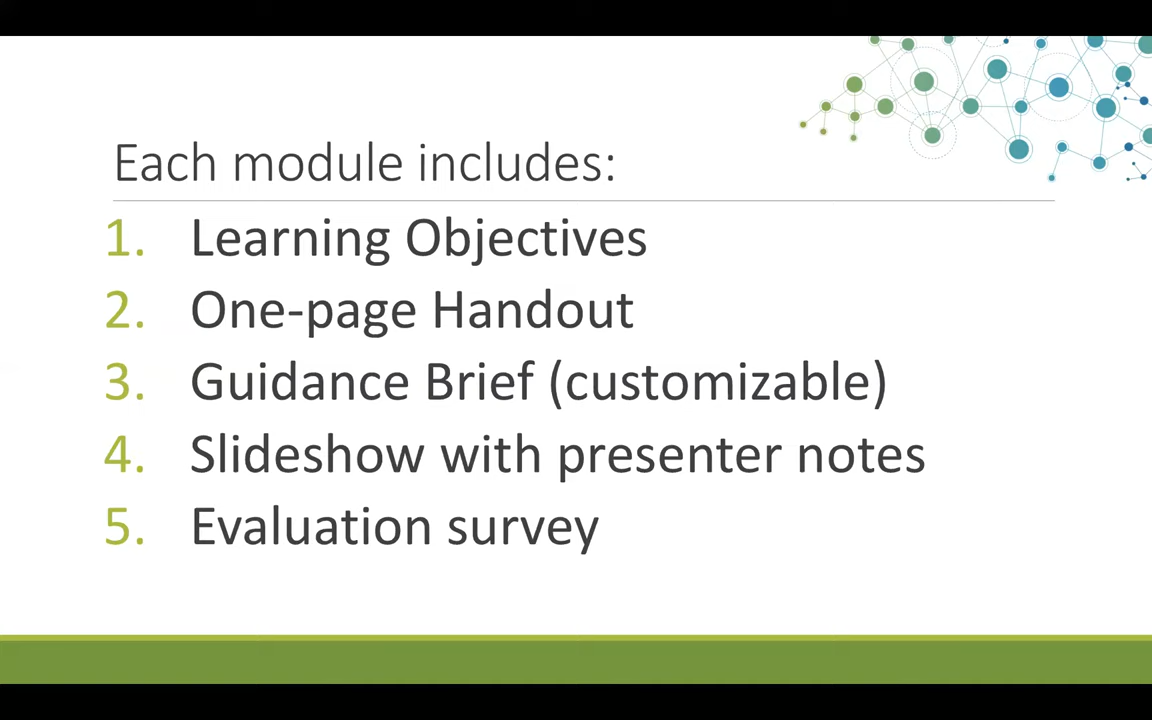 Each module includes:
1. Learning Objectives
2. One-page Handout
3. Guidance Brief (customizable)
4. Slideshow with presenter notes
5. Evaluation survey